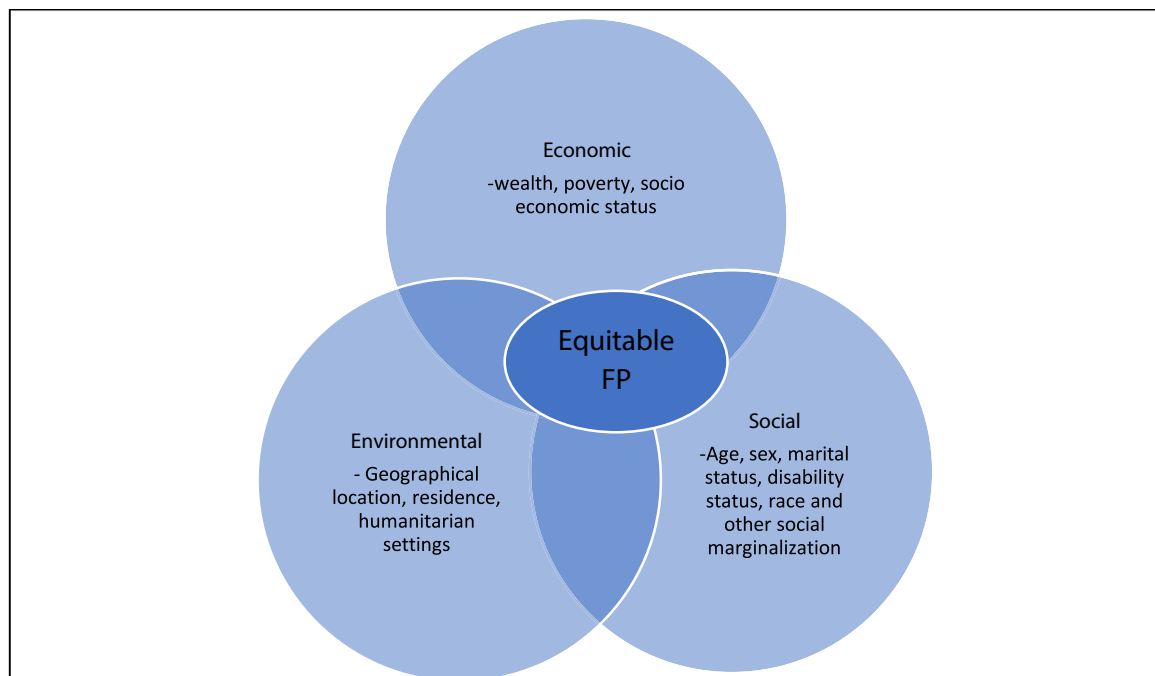 Economic
-wealth, poverty, socio
economic status
Equitable
FP
Environmental
- Geographical
location, residence,
humanitarian
settings
Social
-Age, sex, marital
status, disability
status, race and
other social
marginalization